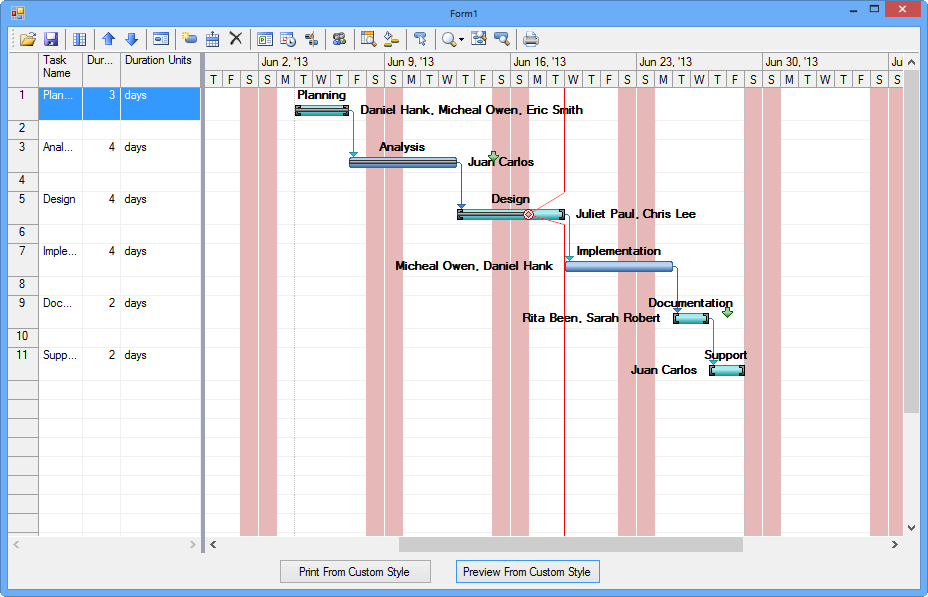 Form1
Task Name
Dur...
Duration Units
Jun 2, '13
Jun 9, '13
Jun 16, '13
Jun 23, '13
Jun 30, '13
Ju
T F S S M T W T F S S M T W T F S S M T W T F S S M T W T F S S M T W T F S S
1 Plan... 3 days
Planning
Daniel Hank, Micheal Owen, Eric Smith
2
3 Anal... 4 days
Analysis
Juan Carlos
4
5 Design 4 days
Design
Juliet Paul, Chris Lee
6
7 Imple... 4 days
Implementation
Micheal Owen, Daniel Hank
8
9 Doc... 2 days
Documentation
Rita Been, Sarah Robert
10
11 Supp... 2 days
Support
Juan Carlos
Print From Custom Style
Preview From Custom Style